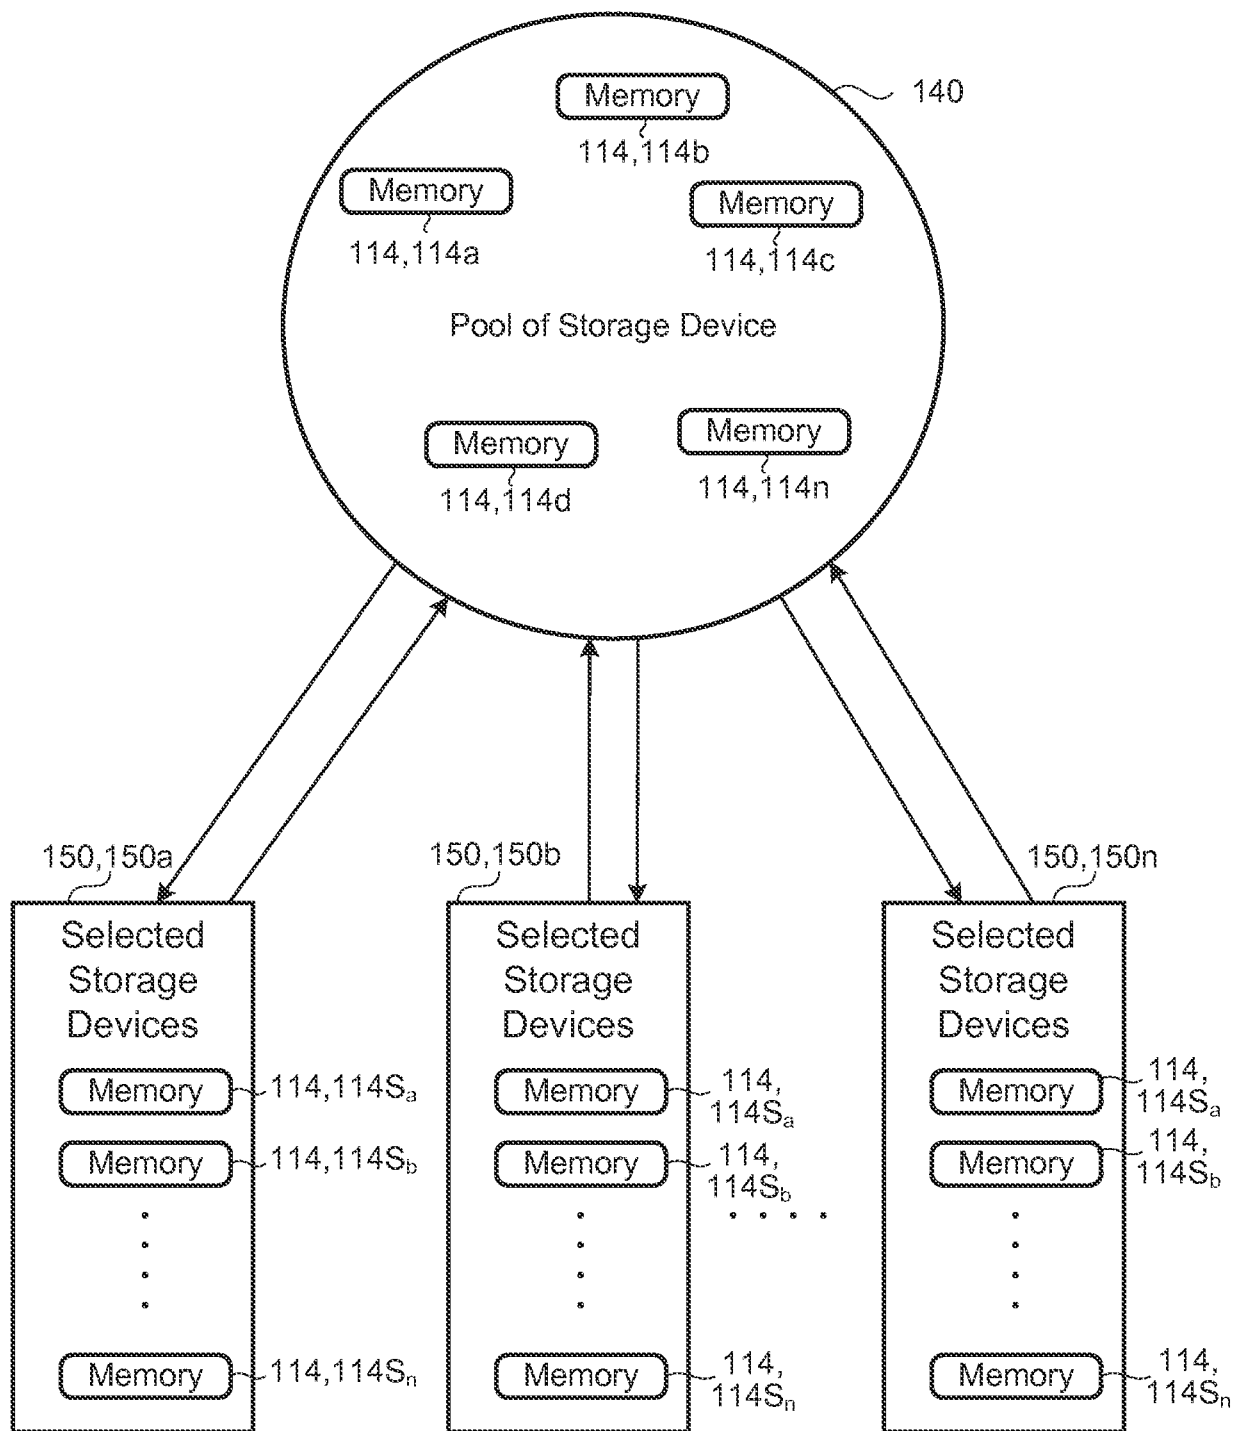 140
Memory
114,114b
Memory
114,114a
Memory
114,114c
Pool of Storage Device
Memory
114,114d
Memory
114,114n
150,150a
Selected
Storage
Devices
Memory
114,114Sₐ
Memory
114,114S_b
Memory
114,114Sₙ
150,150b
Selected
Storage
Devices
Memory
114,
114Sₐ
Memory
114,
114S_b
Memory
114,
114Sₙ
150,150n
Selected
Storage
Devices
Memory
114,
114Sₐ
Memory
114,
114S_b
Memory
114,
114Sₙ